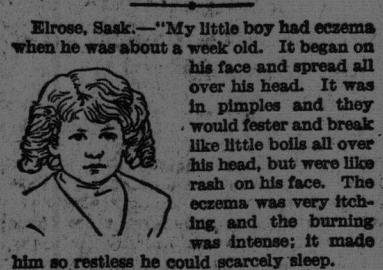 Elrose, Sask.—"My little boy had eczema
when he was about a week old. It began on
his face and spread all
over his head. It was
in pimples and they
would fester and break
like little boils all over
his head, but were like
rash on his face. The
eczema was very itch-
ing and the burning
was intense; it made
him so restless he could scarcely sleep.